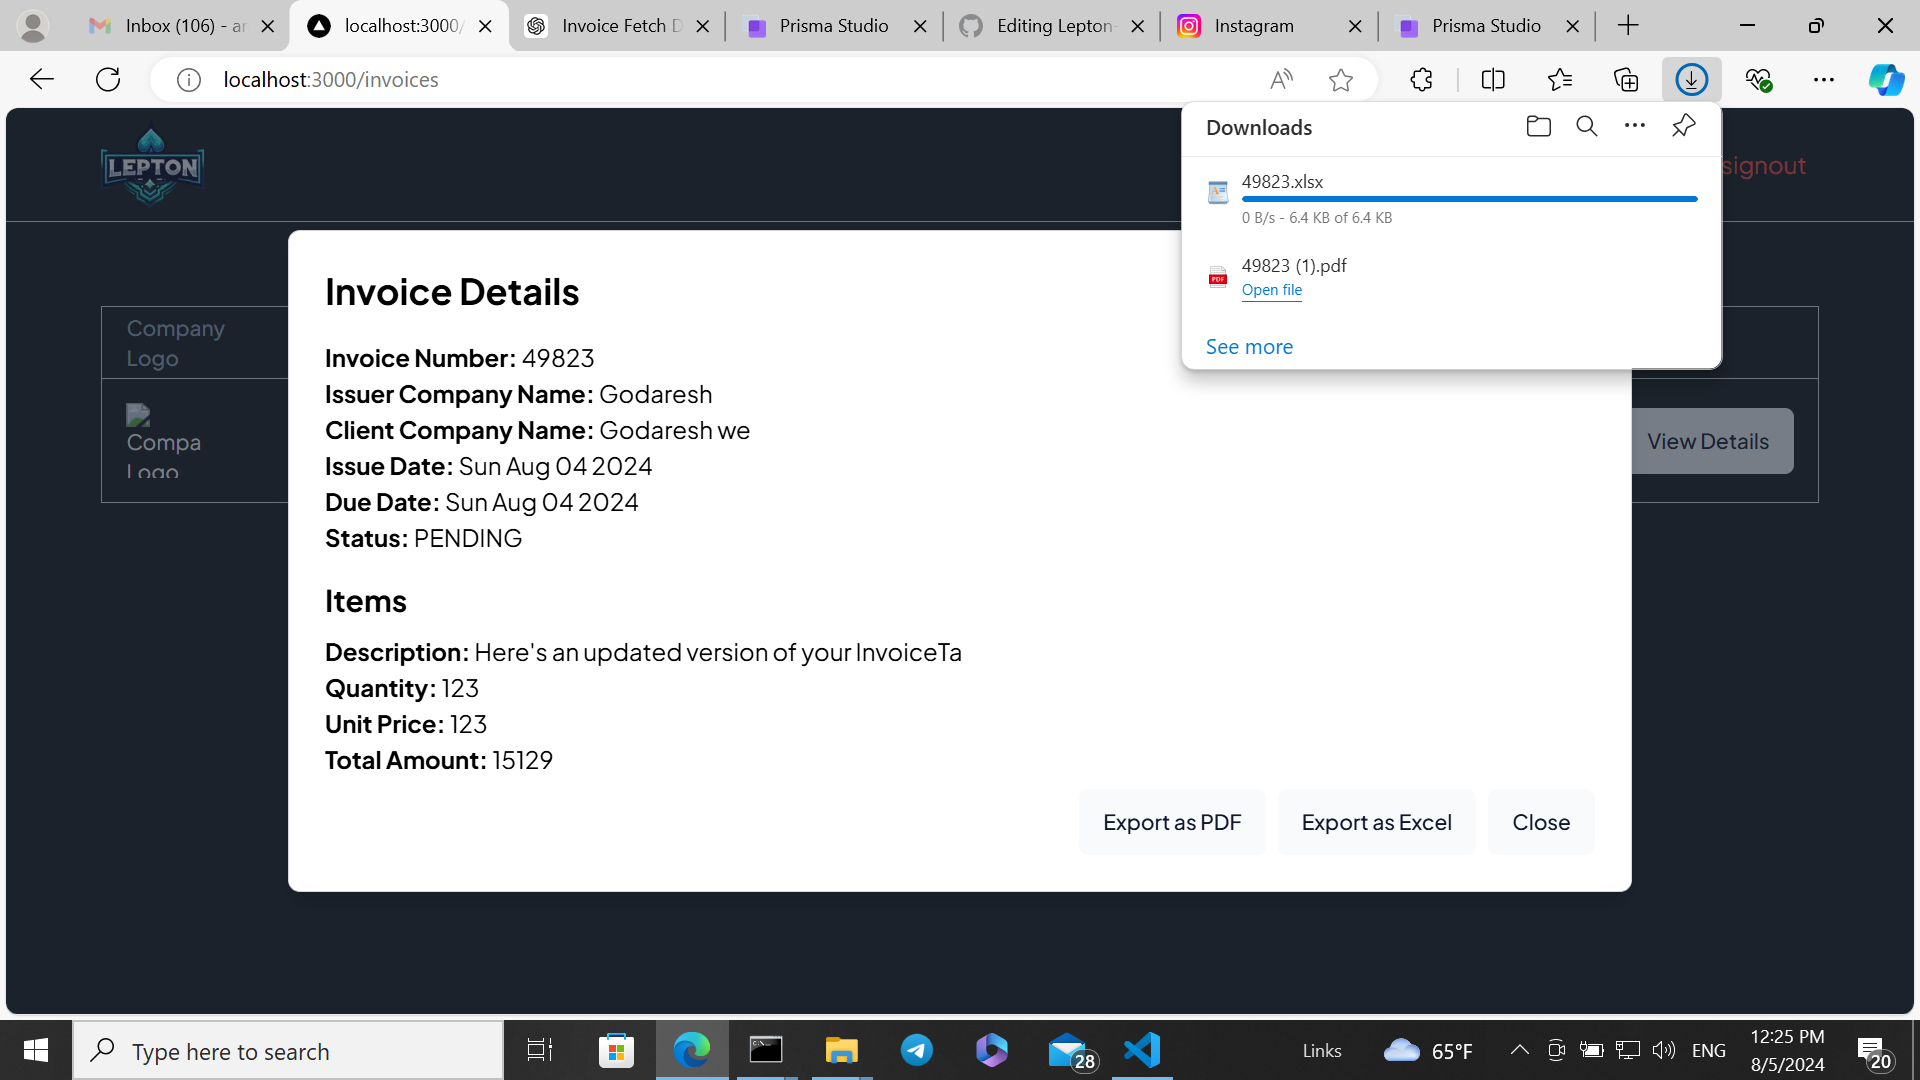 Inbox (106) - ar
localhost:3000/
Invoice Fetch D
Prisma Studio
Editing Lepton-
Instagram
Prisma Studio
localhost:3000/invoices
LEPTON
signout
Downloads
49823.xlsx
0 B/s - 6.4 KB of 6.4 KB
49823 (1).pdf
Open file
See more
Company
Logo
Compa
Logo
View Details
Invoice Details
Invoice Number: 49823
Issuer Company Name: Godaresh
Client Company Name: Godaresh we
Issue Date: Sun Aug 04 2024
Due Date: Sun Aug 04 2024
Status: PENDING
Items
Description: Here's an updated version of your InvoiceTa
Quantity: 123
Unit Price: 123
Total Amount: 15129
Export as PDF
Export as Excel
Close
Type here to search
28
Links
65°F
ENG
12:25 PM
8/5/2024
20